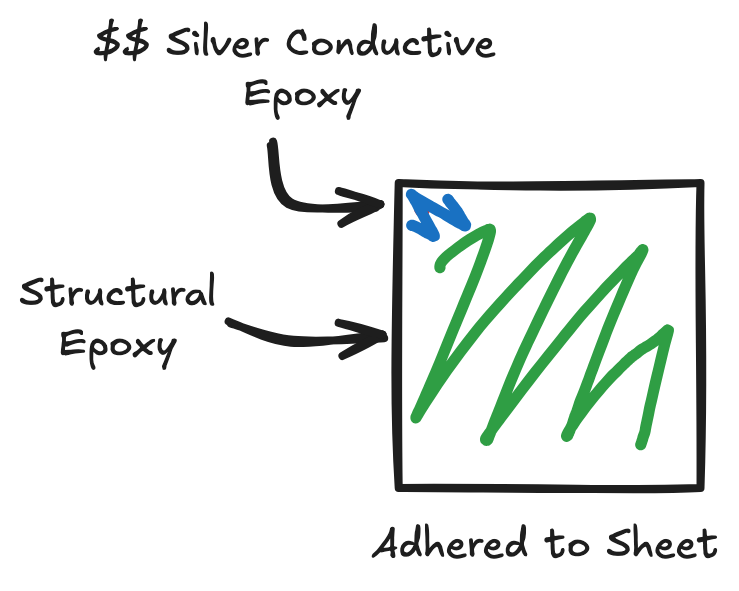 $$ Silver Conductive
Epoxy
Structural
Epoxy
Adhered to Sheet